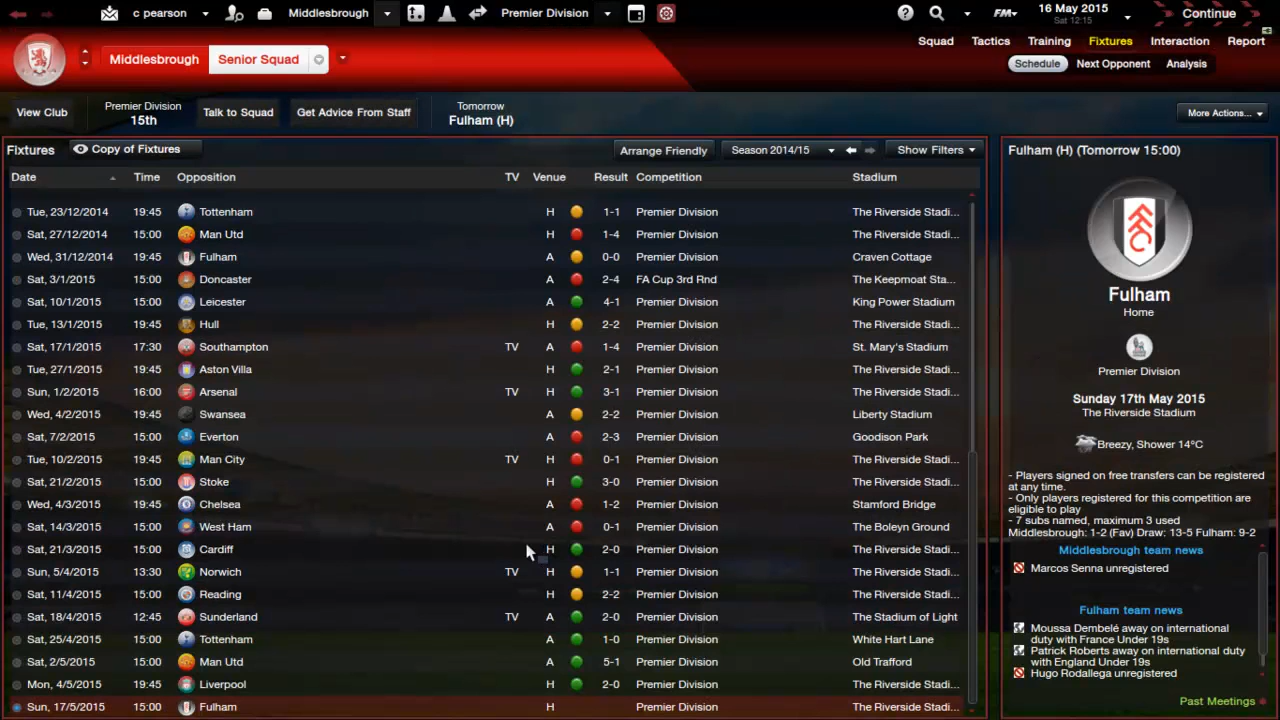 c pearson Middlesbrough Premier Division FM 16 May 2015 Sat 12:15 Continue
Squad Tactics Training Fixtures Interaction Report
Middlesbrough Senior Squad
Schedule Next Opponent Analysis
View Club Premier Division 15th Talk to Squad Get Advice From Staff Tomorrow Fulham (H) More Actions...
Fixtures Copy of Fixtures Arrange Friendly Season 2014/15 Show Filters
Date Time Opposition TV Venue Result Competition Stadium
Tue, 23/12/2014 19:45 Tottenham H 1-1 Premier Division The Riverside Stadi...
Sat, 27/12/2014 15:00 Man Utd H 1-4 Premier Division The Riverside Stadi...
Wed, 31/12/2014 19:45 Fulham A 0-0 Premier Division Craven Cottage
Sat, 3/1/2015 15:00 Doncaster A 2-4 FA Cup 3rd Rnd The Keepmoat Sta...
Sat, 10/1/2015 15:00 Leicester A 4-1 Premier Division King Power Stadium
Tue, 13/1/2015 19:45 Hull H 2-2 Premier Division The Riverside Stadi...
Sat, 17/1/2015 17:30 Southampton TV A 1-4 Premier Division St. Mary's Stadium
Tue, 27/1/2015 19:45 Aston Villa H 2-1 Premier Division The Riverside Stadi...
Sun, 1/2/2015 16:00 Arsenal TV H 3-1 Premier Division The Riverside Stadi...
Wed, 4/2/2015 19:45 Swansea A 2-2 Premier Division Liberty Stadium
Sat, 7/2/2015 15:00 Everton A 2-3 Premier Division Goodison Park
Tue, 10/2/2015 19:45 Man City TV H 0-1 Premier Division The Riverside Stadi...
Sat, 21/2/2015 15:00 Stoke H 3-0 Premier Division The Riverside Stadi...
Wed, 4/3/2015 19:45 Chelsea A 1-2 Premier Division Stamford Bridge
Sat, 14/3/2015 15:00 West Ham A 0-1 Premier Division The Boleyn Ground
Sat, 21/3/2015 15:00 Cardiff H 2-0 Premier Division The Riverside Stadi...
Sun, 5/4/2015 13:30 Norwich TV H 1-1 Premier Division The Riverside Stadi...
Sat, 11/4/2015 15:00 Reading H 2-2 Premier Division The Riverside Stadi...
Sat, 18/4/2015 12:45 Sunderland TV A 2-0 Premier Division The Stadium of Light
Sat, 25/4/2015 15:00 Tottenham A 1-0 Premier Division White Hart Lane
Sat, 2/5/2015 15:00 Man Utd A 5-1 Premier Division Old Trafford
Mon, 4/5/2015 19:45 Liverpool H 2-0 Premier Division The Riverside Stadi...
Sun, 17/5/2015 15:00 Fulham H Premier Division The Riverside Stadi...
Fulham (H) (Tomorrow 15:00)
Fulham
Home
Premier Division
Sunday 17th May 2015
The Riverside Stadium
Breezy, Shower 14°C
- Players signed on free transfers can be registered
at any time.
- Only players registered for this competition are
eligible to play
- 7 subs named, maximum 3 used
Middlesbrough: 1-2 (Fav) Draw: 13-5 Fulham: 9-2
Middlesbrough team news
Marcos Senna unregistered
Fulham team news
Moussa Dembelé away on international
duty with France Under 19s
Patrick Roberts away on international duty
with England Under 19s
Hugo Rodallega unregistered
Past Meetings